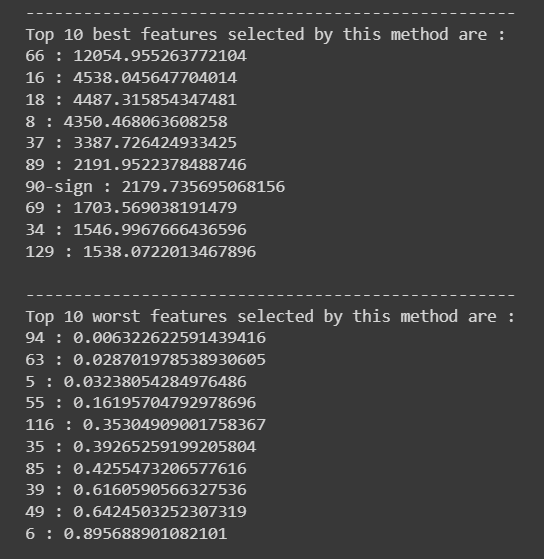 ---------------------------------------------------
Top 10 best features selected by this method are :
66 : 12054.955263772104
16 : 4538.045647704014
18 : 4487.315854347481
8 : 4350.468063608258
37 : 3387.726424933425
89 : 2191.9522378488746
90-sign : 2179.735695068156
69 : 1703.569038191479
34 : 1546.9967666436596
129 : 1538.0722013467896
---------------------------------------------------
Top 10 worst features selected by this method are :
94 : 0.006322622591439416
63 : 0.028701978538930605
5 : 0.03238054284976486
55 : 0.16195704792978696
116 : 0.35304909001758367
35 : 0.39265259199205804
85 : 0.4255473206577616
39 : 0.6160590566327536
49 : 0.6424503252307319
6 : 0.895688901082101